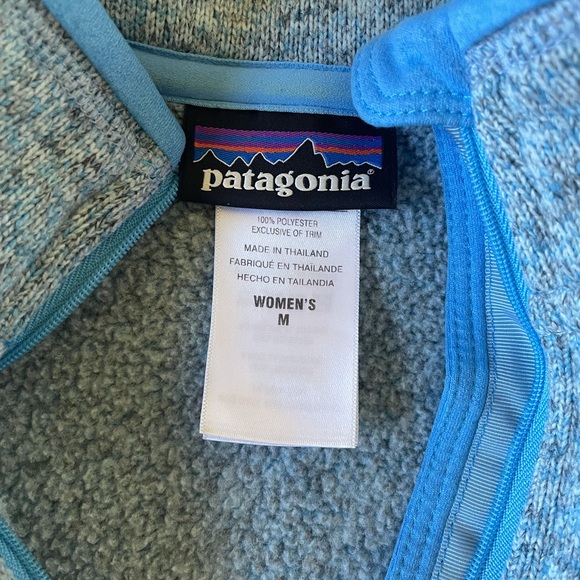 patagonia®
100% POLYESTER
EXCLUSIVE OF TRIM
MADE IN THAILAND
FABRIQUÉ EN THAÏLANDE
HECHO EN TAILANDIA
WOMEN'S
M